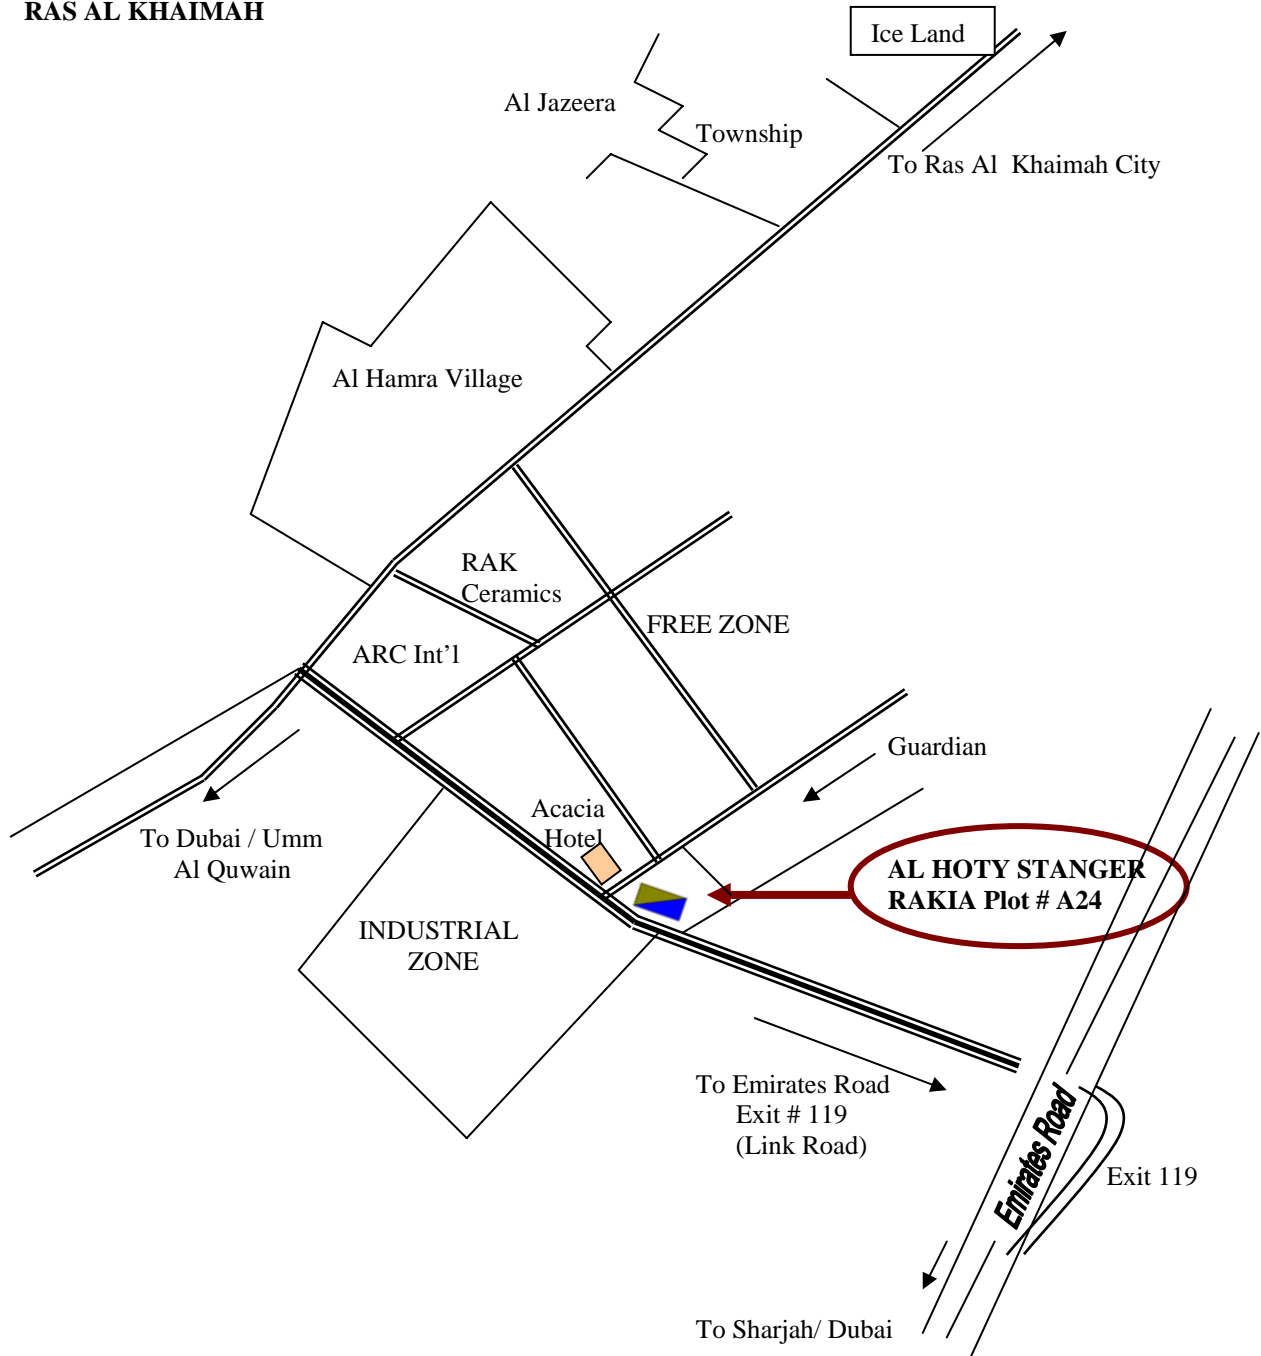 RAS AL KHAIMAH
Ice Land
Al Jazeera
Township
To Ras Al  Khaimah City
Al Hamra Village
RAK
Ceramics
FREE ZONE
ARC Int’l
Guardian
Acacia
Hotel
To Dubai / Umm
Al Quwain
AL HOTY STANGER
RAKIA Plot # A24
INDUSTRIAL
ZONE
To Emirates Road
Exit # 119
(Link Road)
Emirates Road
Exit 119
To Sharjah/ Dubai